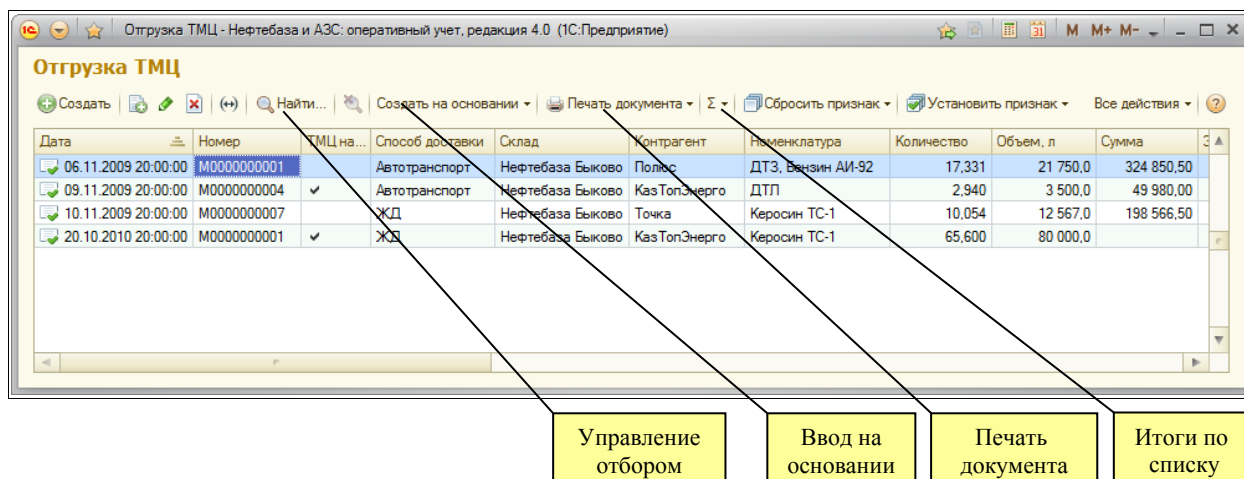 Отгрузка ТМЦ - Нефтебаза и АЗС: оперативный учет, редакция 4.0 (1С:Предприятие) 31 M M+ M-
Отгрузка ТМЦ
Создать Найти... Создать на основании Печать документа Σ Сбросить признак Установить признак Все действия ?
Дата Номер ТМЦ на... Способ доставки Склад Контрагент Номенклатура Количество Объем, л Сумма
06.11.2009 20:00:00 М0000000001 Автотранспорт Нефтебаза Быково Полюс ДТЗ, Бензин АИ-92 17,331 21 750,0 324 850,50
09.11.2009 20:00:00 М0000000004 ✓ Автотранспорт Нефтебаза Быково КазТопЭнерго ДТЛ 2,940 3 500,0 49 980,00
10.11.2009 20:00:00 М0000000007 ЖД Нефтебаза Быково Точка Керосин ТС-1 10,054 12 567,0 198 566,50
20.10.2010 20:00:00 М0000000001 ✓ ЖД Нефтебаза Быково КазТопЭнерго Керосин ТС-1 65,600 80 000,0
Управление отбором
Ввод на основании
Печать документа
Итоги по списку